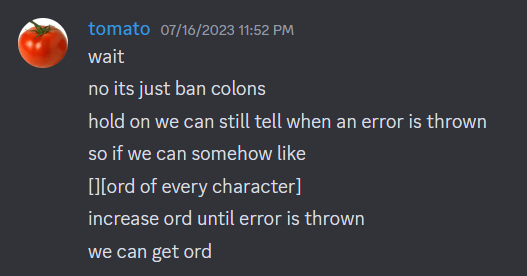 tomato 07/16/2023 11:52 PM
wait
no its just ban colons
hold on we can still tell when an error is thrown
so if we can somehow like
[][ord of every character]
increase ord until error is thrown
we can get ord